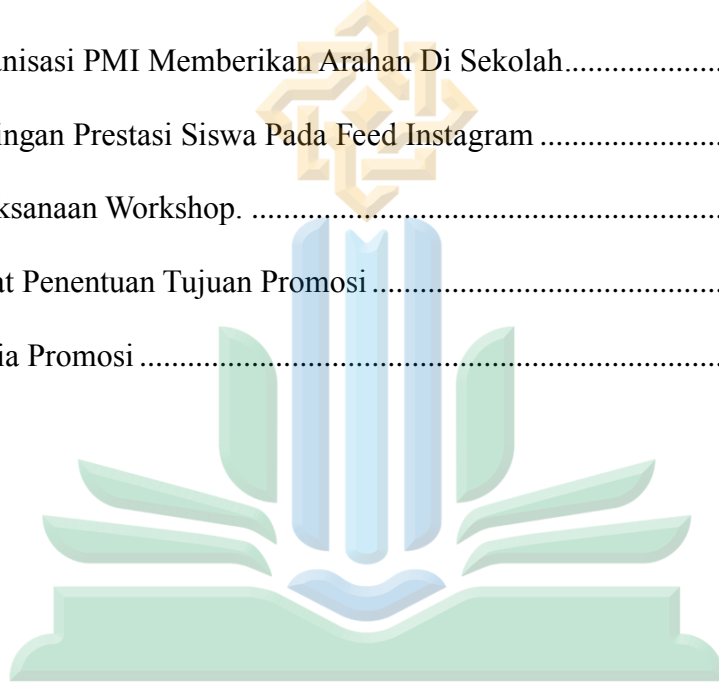 nisasi PMI Memberikan Arahan Di Sekolah....................
ingan Prestasi Siswa Pada Feed Instagram ......................
ksanaan Workshop. ...........................................................
at Penentuan Tujuan Promosi ...........................................
ia Promosi .........................................................................